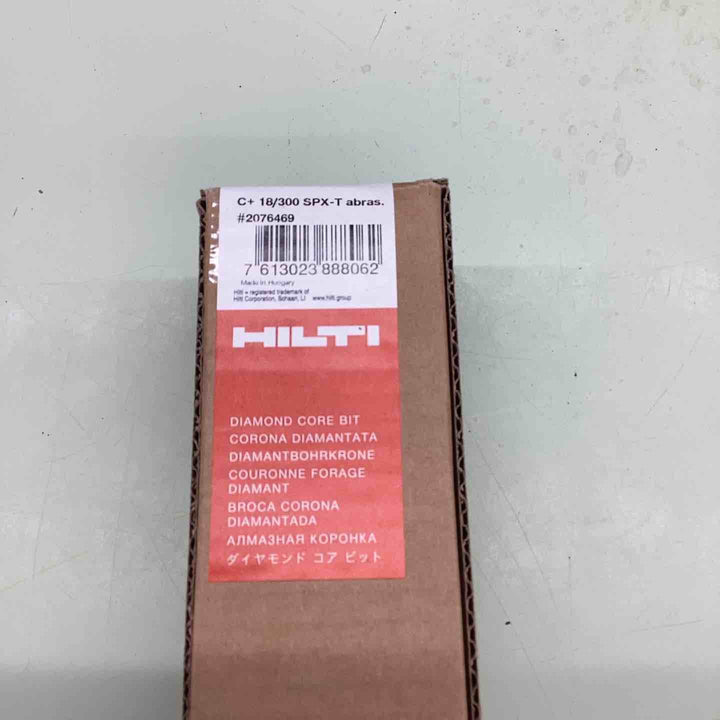 C+ 18/300 SPX-T abras.
#2076469
7 613023 888062
Made in Hungary
Hilti = registered trademark of
Hilti Corporation, Schaan, LI www.hilti.group
HILTI
DIAMOND CORE BIT
CORONA DIAMANTATA
DIAMANTBOHRKRONE
COURONNE FORAGE
DIAMANT
BROCA CORONA
DIAMANTADA
АЛМАЗНАЯ КОРОНКА
ダイヤモンド コア ビット